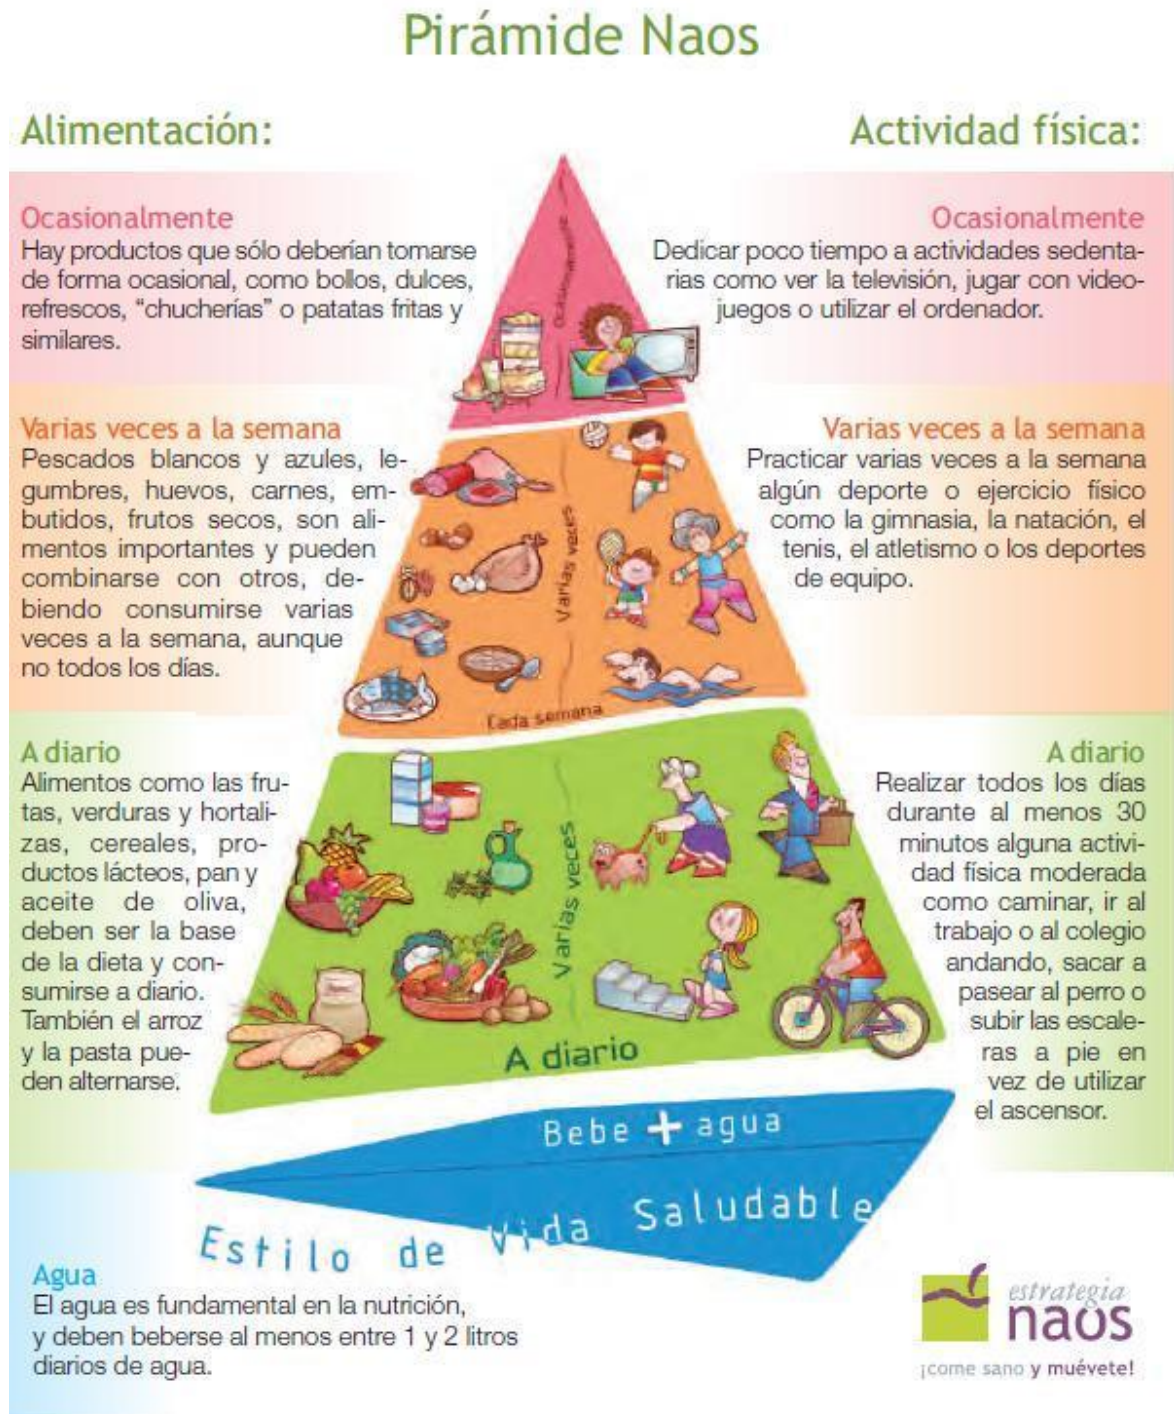 Pirámide Naos
Alimentación:
Actividad física:
Ocasionalmente
Hay productos que sólo deberían tomarse
de forma ocasional, como bollos, dulces,
refrescos, “chucherías” o patatas fritas y
similares.
Ocasionalmente
Dedicar poco tiempo a actividades sedenta-
rias como ver la televisión, jugar con video-
juegos o utilizar el ordenador.
Ocasionalmente
Varias veces a la semana
Pescados blancos y azules, le-
gumbres, huevos, carnes, em-
butidos, frutos secos, son ali-
mentos importantes y pueden
combinarse con otros, de-
biendo consumirse varias
veces a la semana, aunque
no todos los días.
Varias veces a la semana
Practicar varias veces a la semana
algún deporte o ejercicio físico
como la gimnasia, la natación, el
tenis, el atletismo o los deportes
de equipo.
Varias veces
Cada semana
A diario
Alimentos como las fru-
tas, verduras y hortali-
zas, cereales, pro-
ductos lácteos, pan y
aceite de oliva,
deben ser la base
de la dieta y con-
sumirse a diario.
También el arroz
y la pasta pue-
den alternarse.
A diario
Realizar todos los días
durante al menos 30
minutos alguna activi-
dad física moderada
como caminar, ir al
trabajo o al colegio
andando, sacar a
pasear al perro o
subir las escale-
ras a pie en
vez de utilizar
el ascensor.
Varias veces
A diario
Bebe + agua
Estilo de Vida Saludable
Agua
El agua es fundamental en la nutrición,
y deben beberse al menos entre 1 y 2 litros
diarios de agua.
estrategia
naos
¡come sano y muévete!